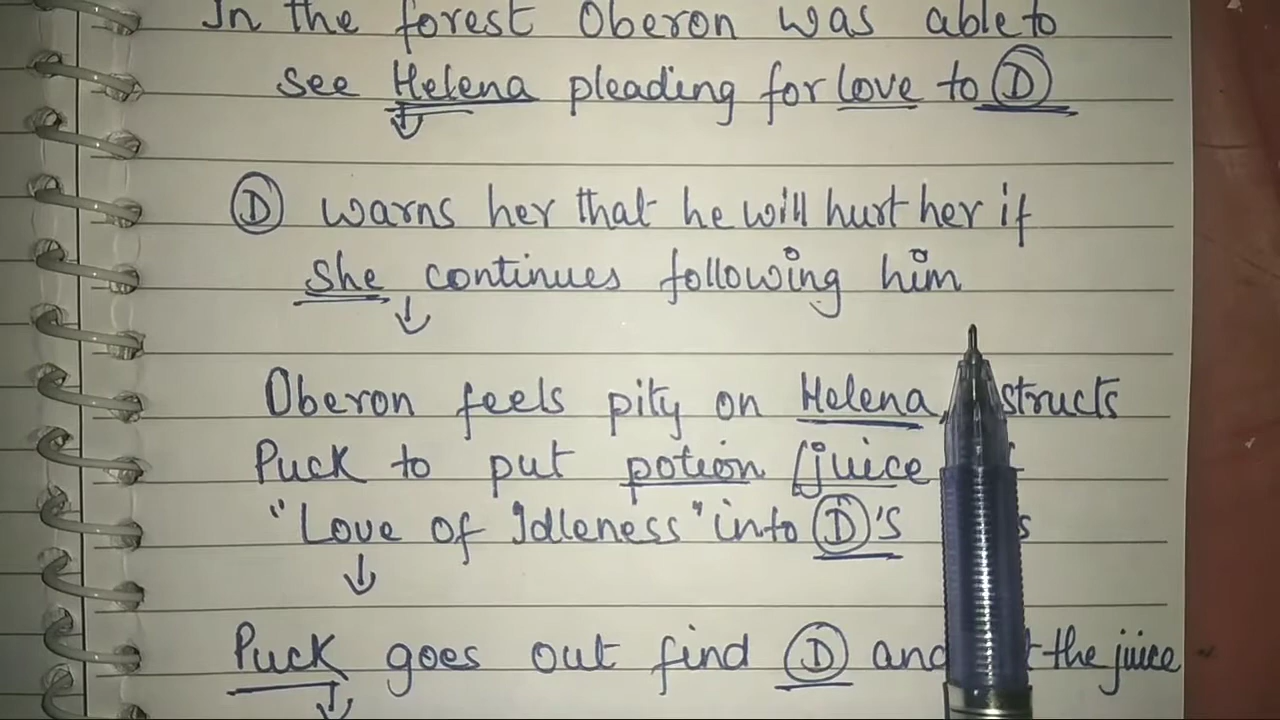 In the forest Oberon was able to
see Helena pleading for love to D
D warns her that he will hurt her if
she continues following him
Oberon feels pity on Helena, structs
Puck to put potion (juice
"Love of Idleness" into D's s
Puck goes out find D and the juice